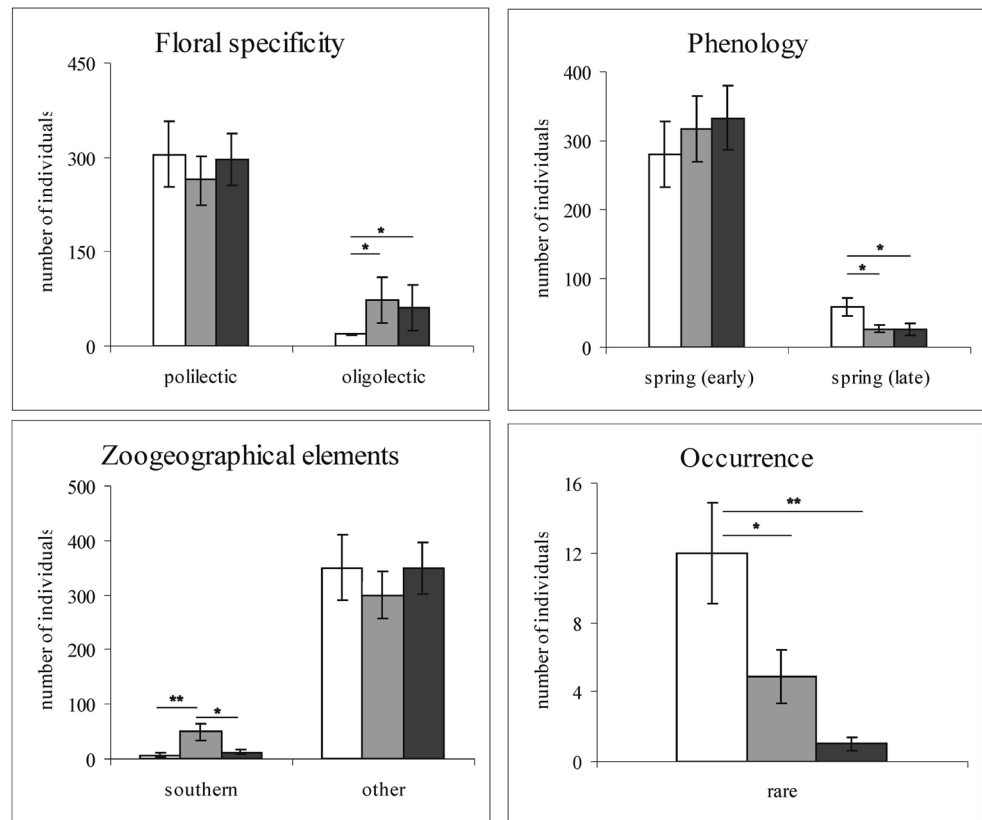 Floral specificity
number of individuals
450
300
150
0
*
*
polilectic oligolectic
Phenology
number of individuals
400
300
200
100
0
*
*
spring (early) spring (late)
Zoogeographical elements
number of individuals
500
400
300
200
100
0
** *
southern other
Occurrence
number of individuals
16
12
8
4
0
**
*
rare